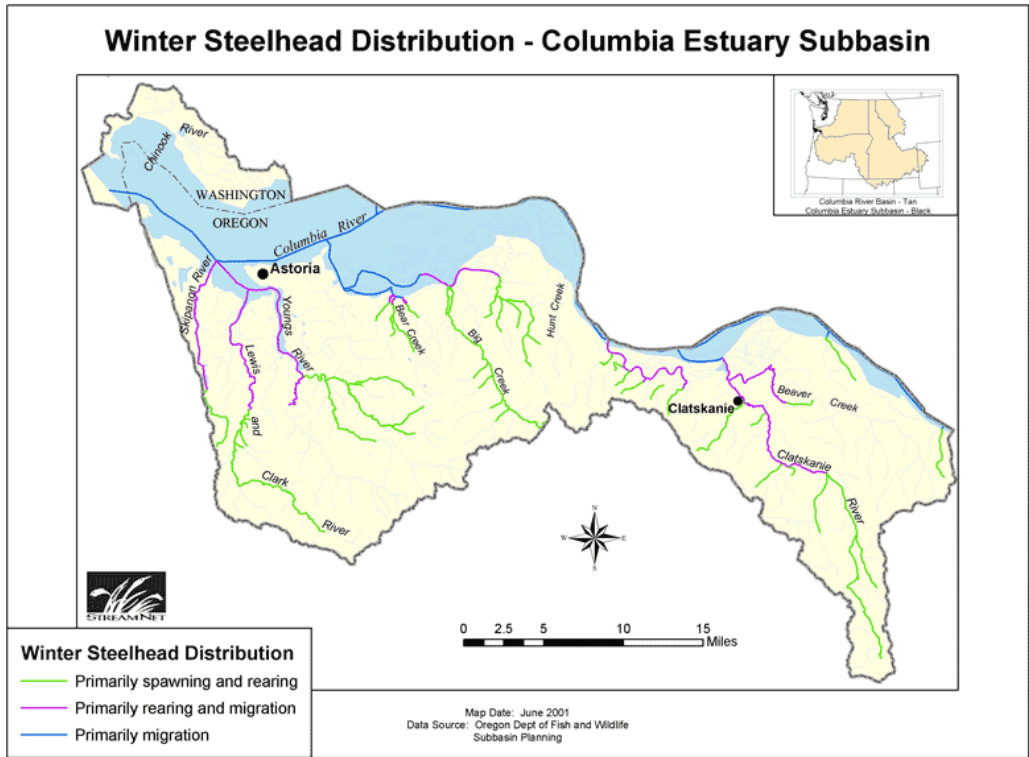 Winter Steelhead Distribution - Columbia Estuary Subbasin
Chinook
River
WASHINGTON
OREGON
Columbia River
Astoria
Skipanon River
Youngs
River
Lewis
and
Clark
River
Bear Creek
Big
Creek
Hunt Creek
Clatskanie
Beaver
Creek
Clatskanie
River
Columbia River Basin - Tan
Columbia Estuary Subbasin - Black
N
W
E
S
STREAMNET
0 2.5 5 10 15
Miles
Winter Steelhead Distribution
Primarily spawning and rearing
Primarily rearing and migration
Primarily migration
Map Date: June 2001
Data Source: Oregon Dept of Fish and Wildlife
Subbasin Planning